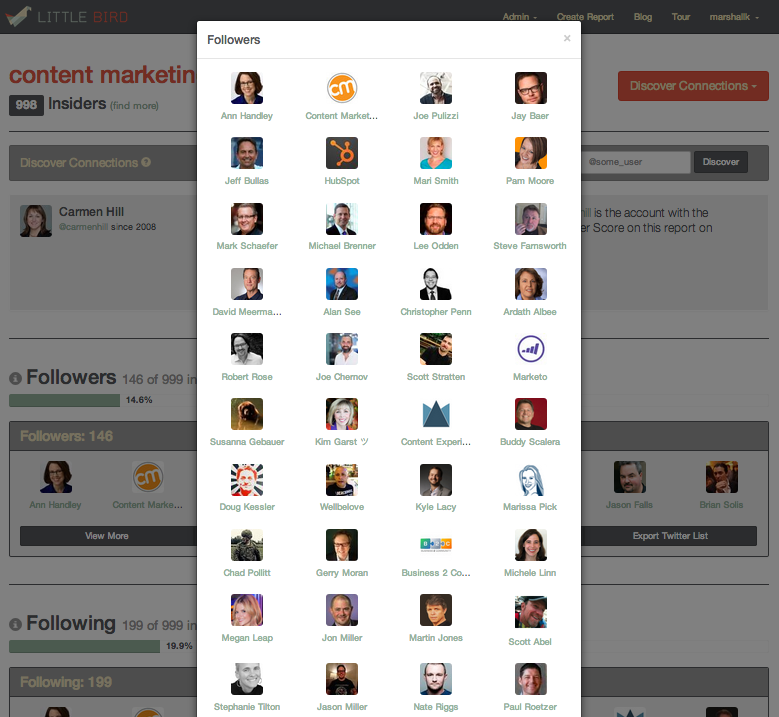 LITTLE BIRD
Admin
Create Report
Blog
Tour
marshallk
Followers
×
content marketin
Discover Connections
998 Insiders (find more)
Discover Connections
@some_user
Discover
Carmen Hill
@carmenhill since 2008
hill is the account with the
er Score on this report on
Ann Handley Content Market... Joe Pulizzi Jay Baer
Jeff Bullas HubSpot Mari Smith Pam Moore
Mark Schaefer Michael Brenner Lee Odden Steve Farnsworth
David Meerma... Alan See Christopher Penn Ardath Albee
Robert Rose Joe Chernov Scott Stratten Marketo
Susanna Gebauer Kim Garst ツ Content Experi... Buddy Scalera
Doug Kessler Wellbelove Kyle Lacy Marissa Pick
Chad Pollitt Gerry Moran Business 2 Co... Michele Linn
Megan Leap Jon Miller Martin Jones Scott Abel
Stephanie Tilton Jason Miller Nate Riggs Paul Roetzer
Followers 146 of 999 in
14.6%
Followers: 146
Ann Handley Content Marke... Jason Falls Brian Solis
View More
Export Twitter List
Following 199 of 999 in
19.9%
Following: 199